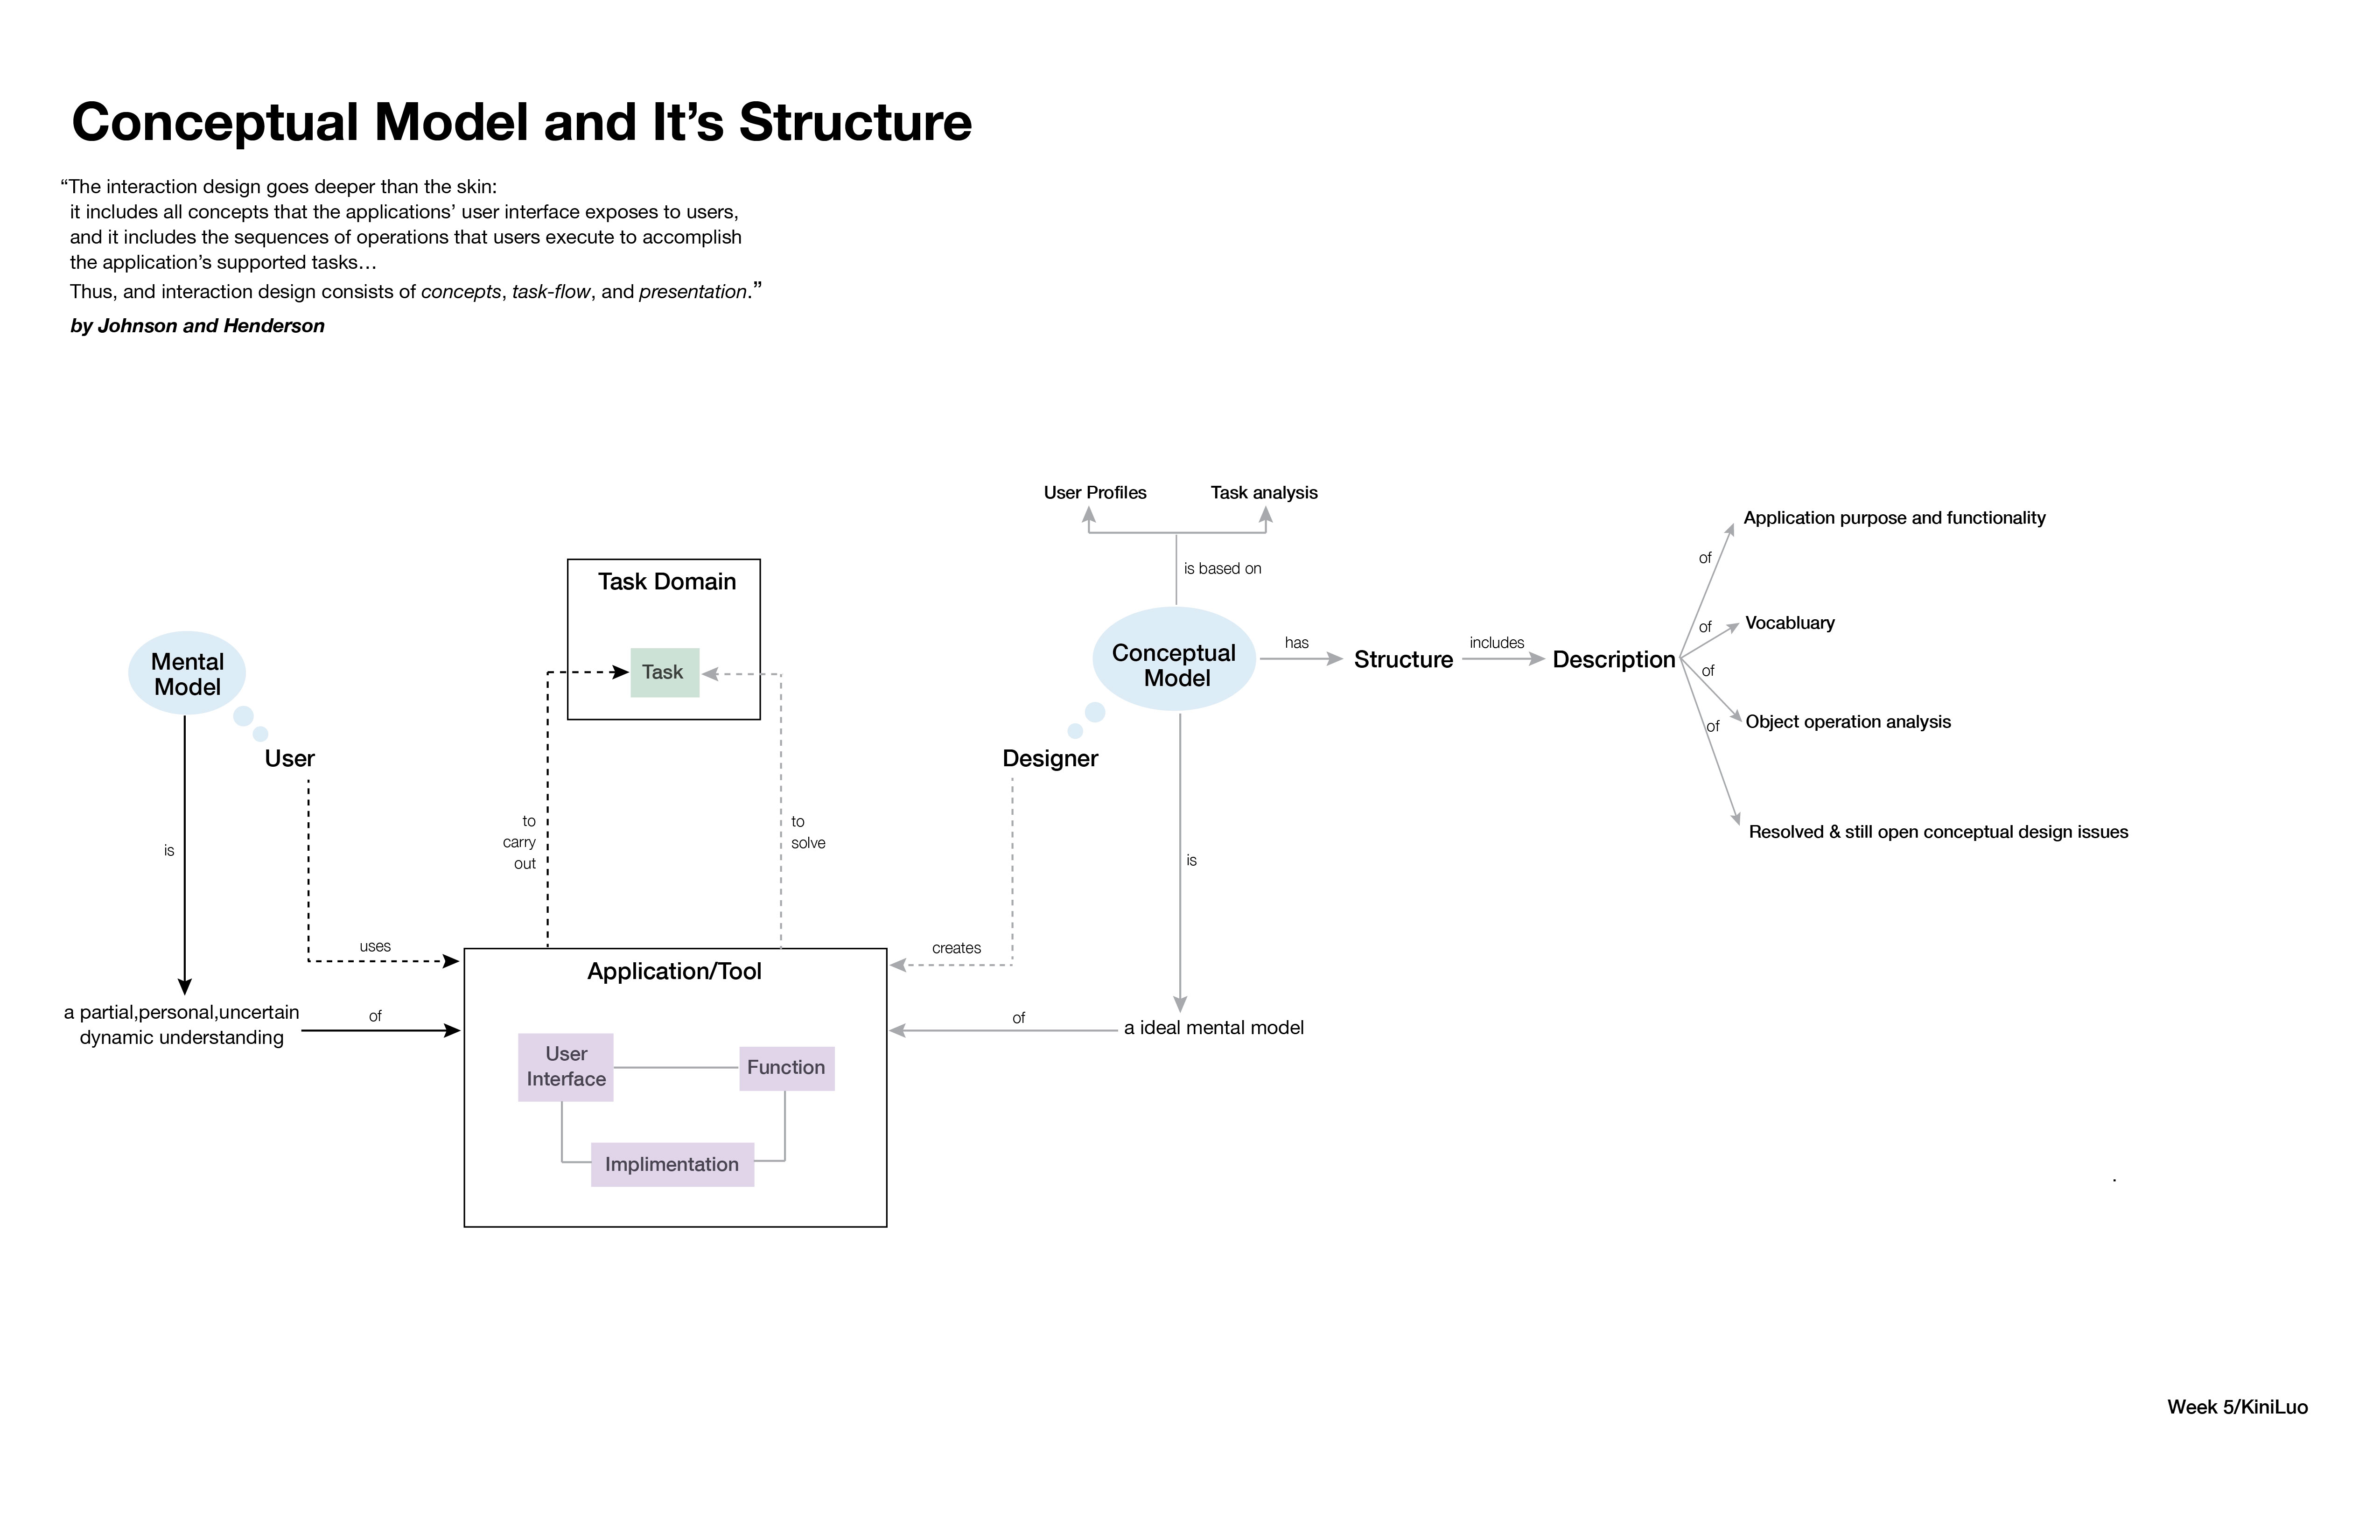 Conceptual Model and It’s Structure
“The interaction design goes deeper than the skin:
it includes all concepts that the applications’ user interface exposes to users,
and it includes the sequences of operations that users execute to accomplish
the application’s supported tasks…
Thus, and interaction design consists of concepts, task-flow, and presentation.”
by Johnson and Henderson
User Profiles
Task analysis
is based on
Task Domain
Task
Mental
Model
User
is
uses
a partial,personal,uncertain
dynamic understanding
of
to
carry
out
to
solve
Application/Tool
User
Interface
Function
Implimentation
Designer
creates
Conceptual
Model
is
a ideal mental model
of
has
Structure
includes
Description
of
Application purpose and functionality
of
Vocabluary
of
Object operation analysis
of
Resolved & still open conceptual design issues
.
Week 5/KiniLuo